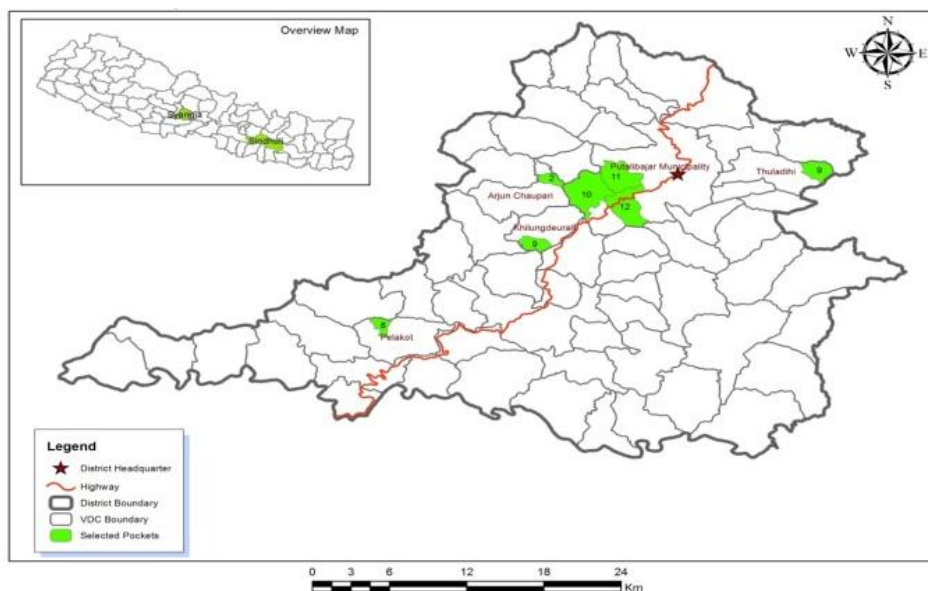 Overview Map
Syangja
Sindhuli
N
W E
S
Putalibajar Municipality
Thuladihi
2
11
9
Arjun Chaupari
10
12
Khilungdeurali
9
6
Pelakot
Legend
District Headquarter
Highway
District Boundary
VDC Boundary
Selected Pockets
0 3 6 12 18 24
Km